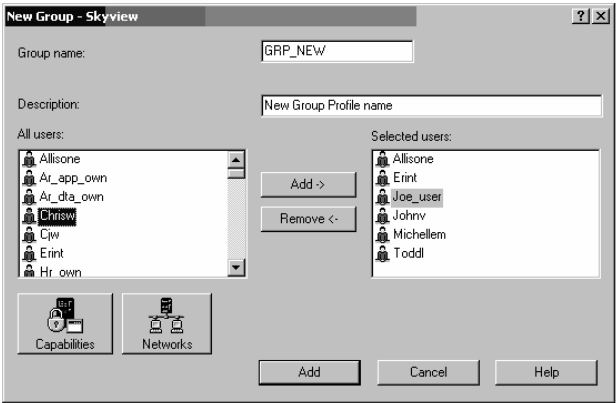 New Group - Skyview
Group name:
GRP_NEW
Description:
New Group Profile name
All users:
Selected users:
Allisone
Ar_app_own
Ar_dta_own
Chrisw
Cjw
Erint
Hr_own
Add ->
Remove <-
Allisone
Erint
Joe_user
Johnv
Michellem
Toddl
Capabilities
Networks
Add
Cancel
Help